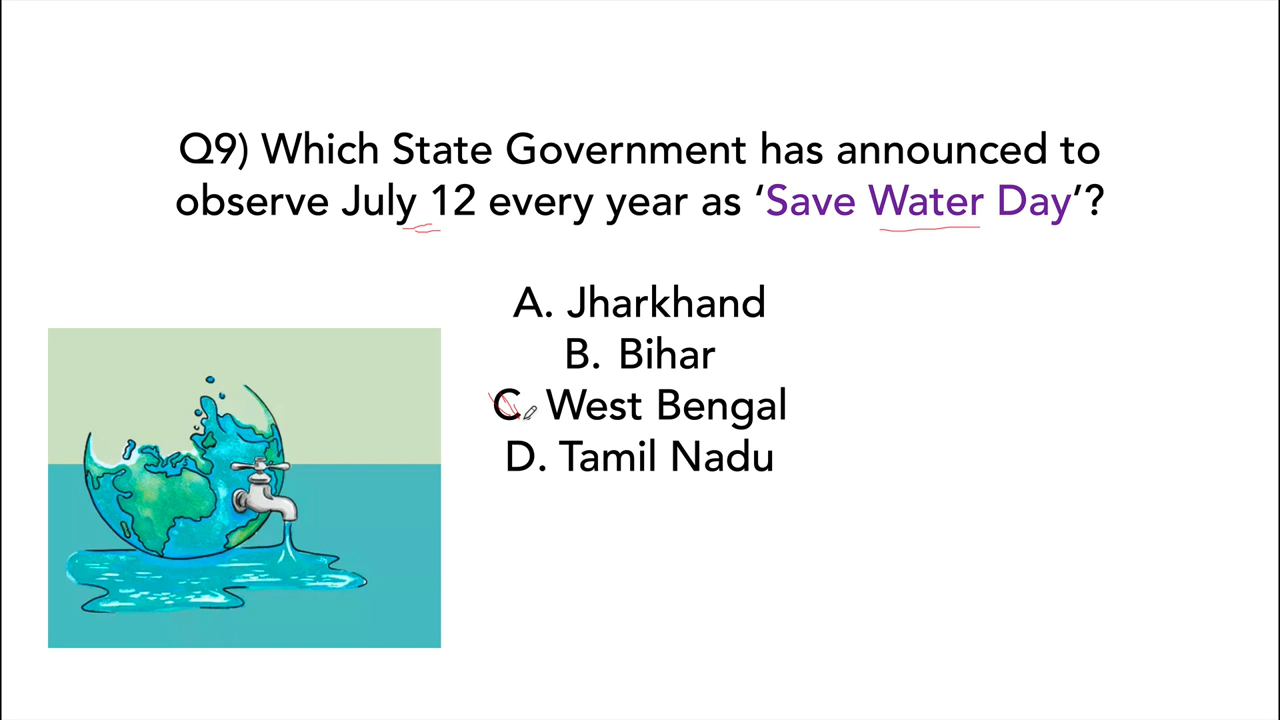 Q9) Which State Government has announced to
observe July 12 every year as ‘Save Water Day’?
A. Jharkhand
B. Bihar
C. West Bengal
D. Tamil Nadu